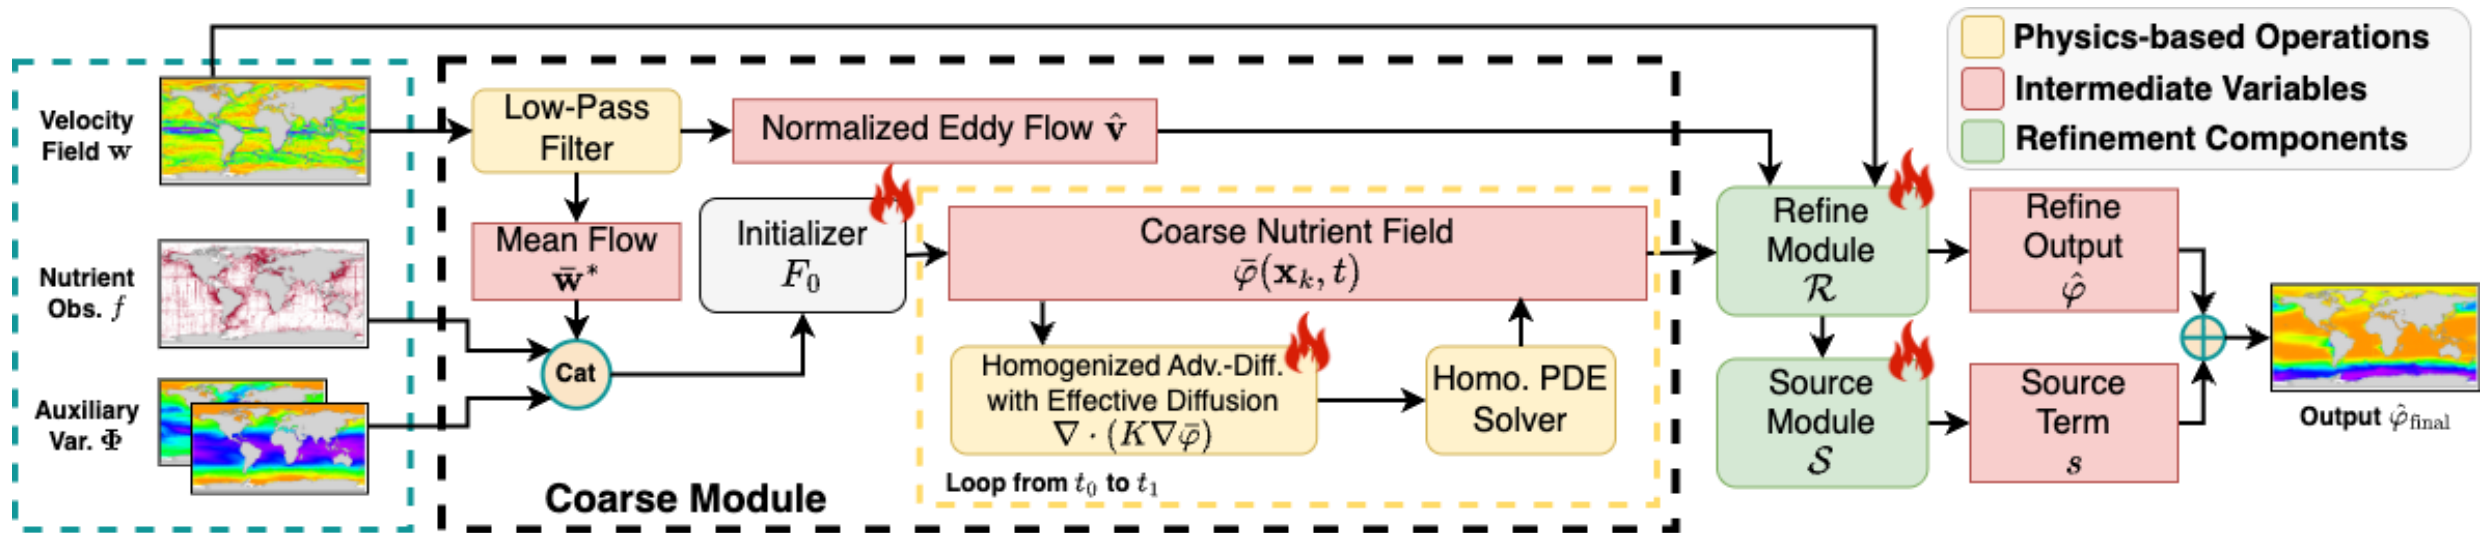 Velocity
Field w
Nutrient
Obs. f
Auxiliary
Var. Φ
Low-Pass
Filter
Normalized Eddy Flow v̂
Mean Flow
w̄*
Cat
Initializer
F₀
Coarse Nutrient Field
φ̄(x_k, t)
Homogenized Adv.-Diff.
with Effective Diffusion
∇ · (K∇φ̄)
Homo. PDE
Solver
Loop from t₀ to t₁
Coarse Module
Refine
Module
ℛ
Source
Module
𝒮
Refine
Output
φ̂
Source
Term
s
Output φ̂_final
Physics-based Operations
Intermediate Variables
Refinement Components